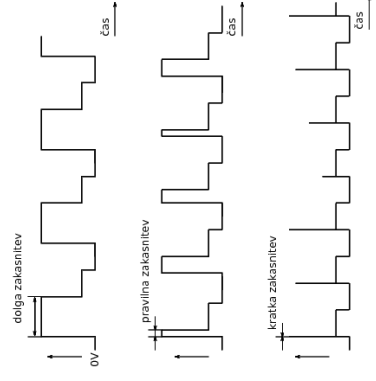 dolga zakasnitev
0V
čas
pravilna zakasnitev
čas
kratka zakasnitev
čas